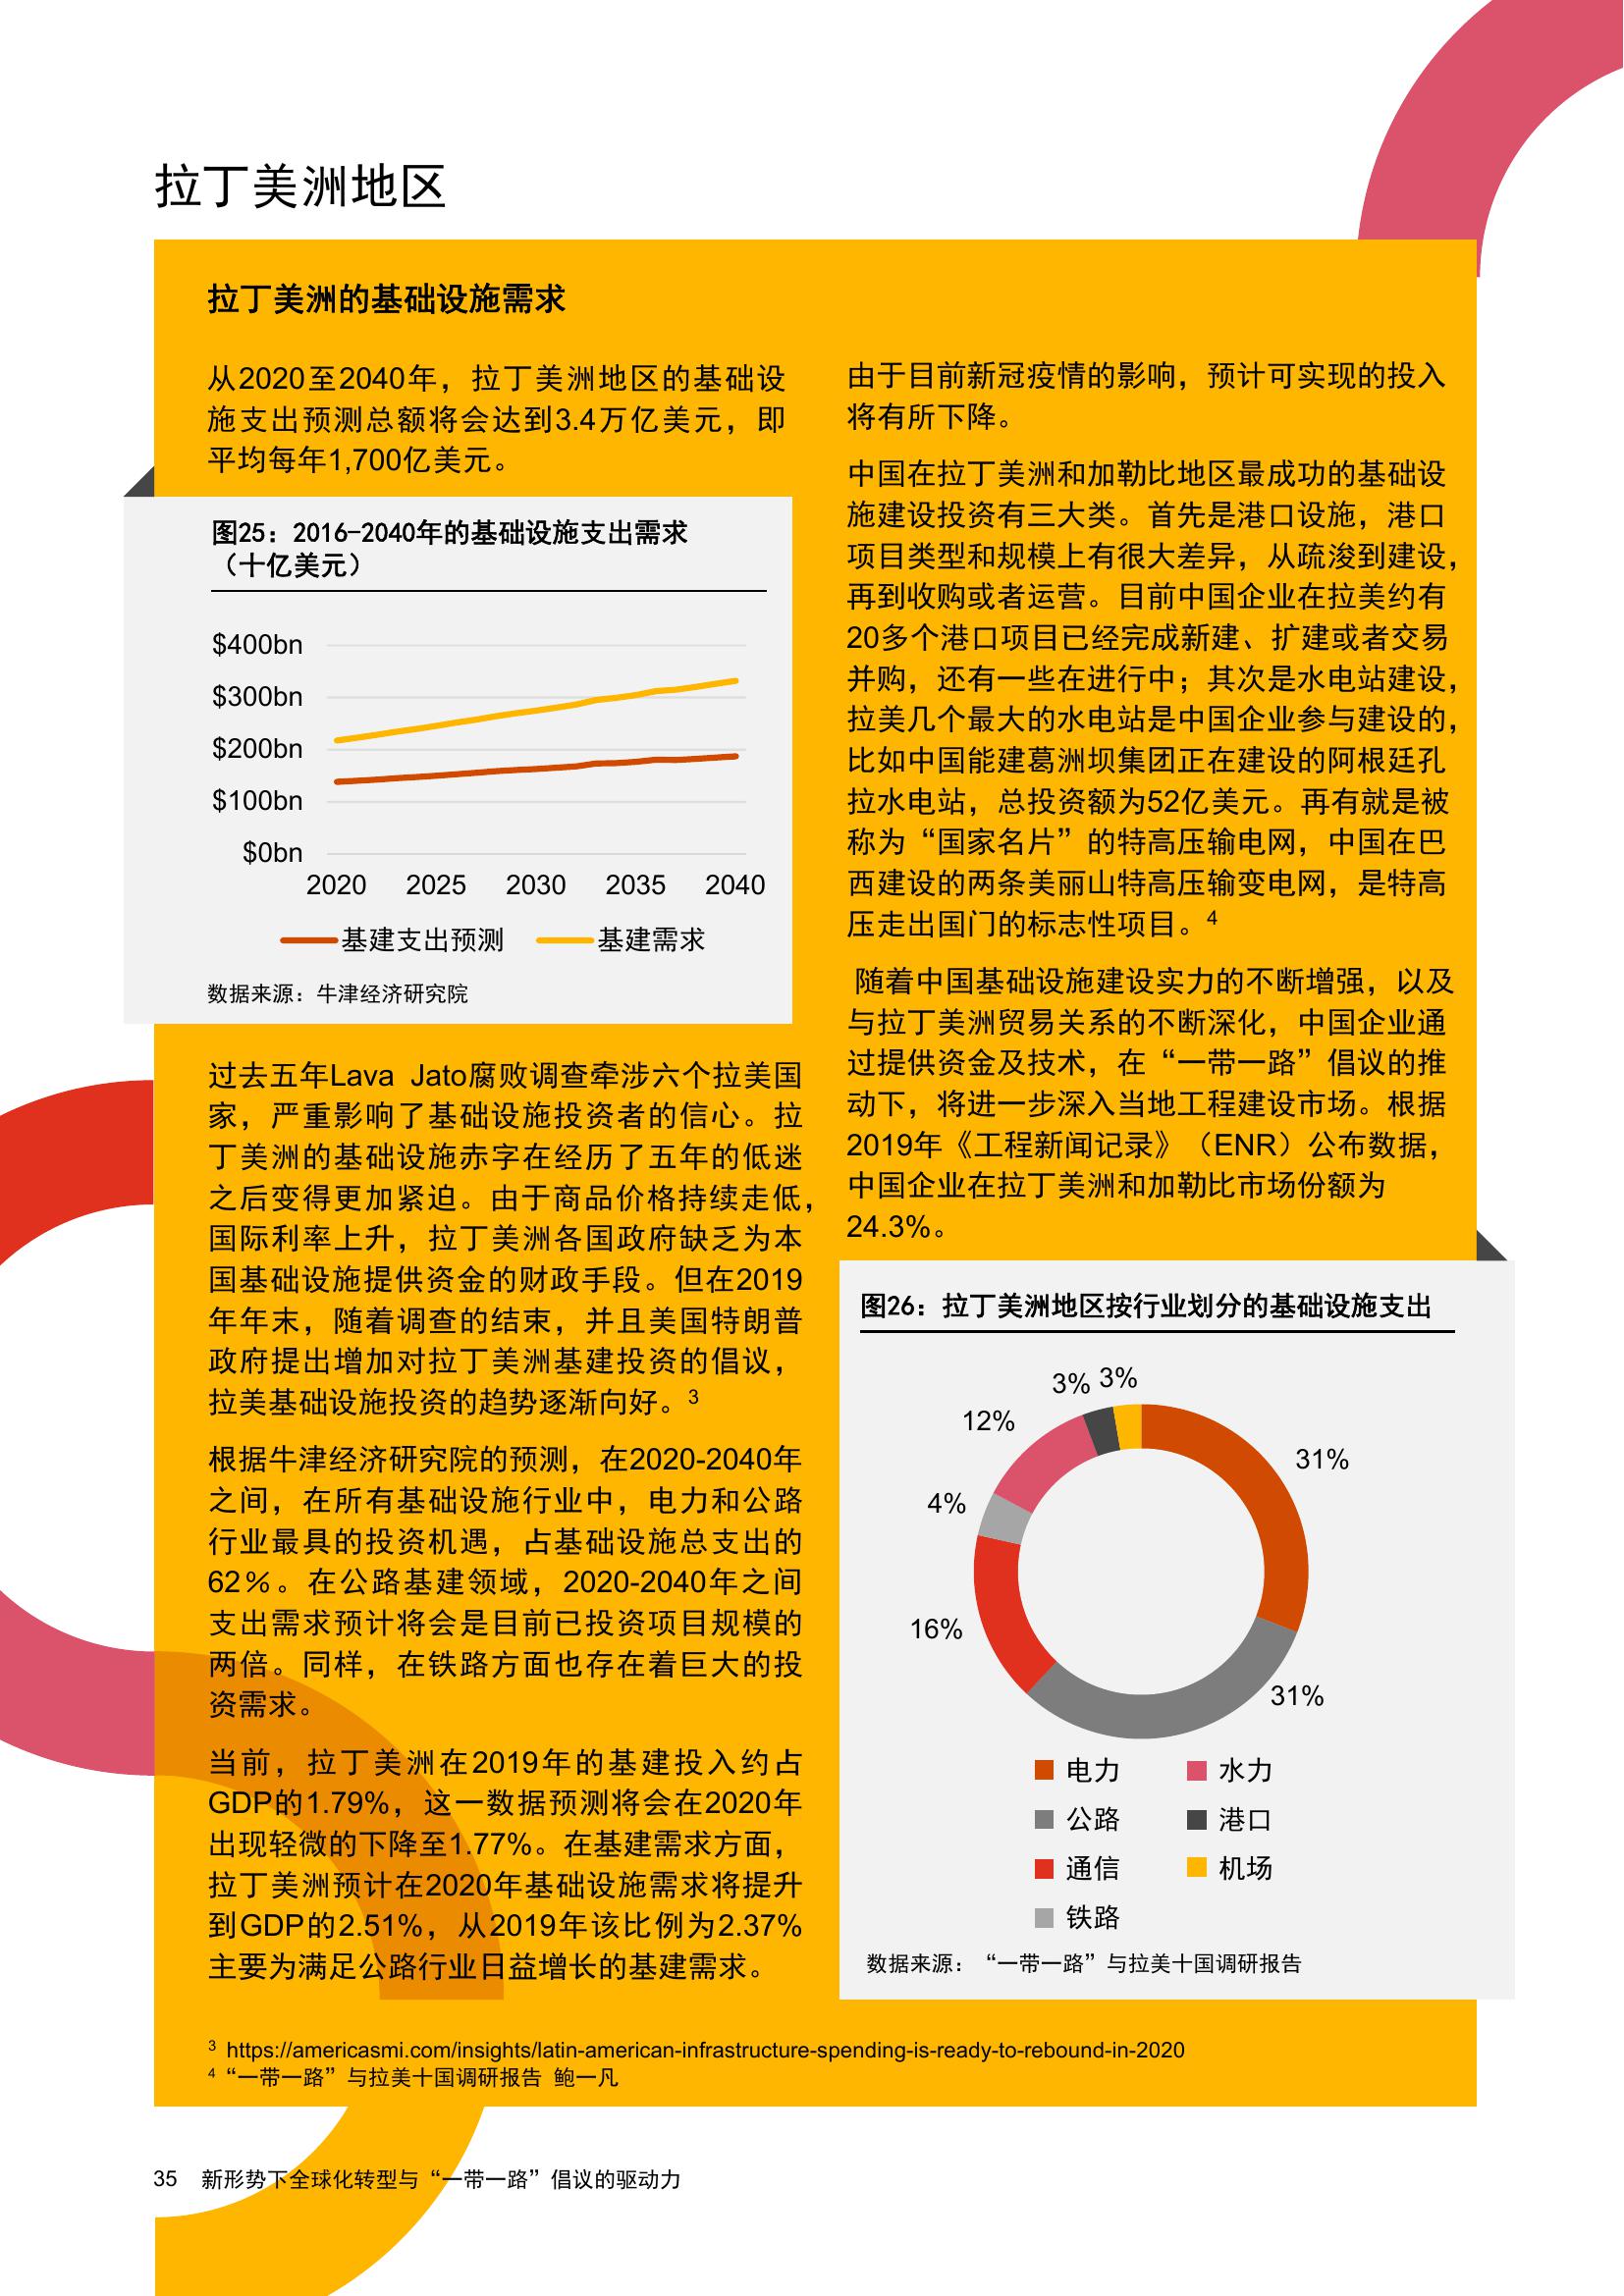 拉丁美洲地区
拉丁美洲的基础设施需求
从2020至2040年，拉丁美洲地区的基础设
施支出预测总额将会达到3.4万亿美元，即
平均每年1,700亿美元。
图25：2016-2040年的基础设施支出需求
（十亿美元）
$400bn
$300bn
$200bn
$100bn
$0bn
2020 2025 2030 2035 2040
基建支出预测 基建需求
数据来源：牛津经济研究院
过去五年Lava Jato腐败调查牵涉六个拉美国
家，严重影响了基础设施投资者的信心。拉
丁美洲的基础设施赤字在经历了五年的低迷
之后变得更加紧迫。由于商品价格持续走低，
国际利率上升，拉丁美洲各国政府缺乏为本
国基础设施提供资金的财政手段。但在2019
年年末，随着调查的结束，并且美国特朗普
政府提出增加对拉丁美洲基建投资的倡议，
拉美基础设施投资的趋势逐渐向好。3
根据牛津经济研究院的预测，在2020-2040年
之间，在所有基础设施行业中，电力和公路
行业最具的投资机遇，占基础设施总支出的
62％。在公路基建领域，2020-2040年之间
支出需求预计将会是目前已投资项目规模的
两倍。同样，在铁路方面也存在着巨大的投
资需求。
当前，拉丁美洲在2019年的基建投入约占
GDP的1.79%，这一数据预测将会在2020年
出现轻微的下降至1.77%。在基建需求方面，
拉丁美洲预计在2020年基础设施需求将提升
到GDP的2.51%，从2019年该比例为2.37%
主要为满足公路行业日益增长的基建需求。
由于目前新冠疫情的影响，预计可实现的投入
将有所下降。
中国在拉丁美洲和加勒比地区最成功的基础设
施建设投资有三大类。首先是港口设施，港口
项目类型和规模上有很大差异，从疏浚到建设，
再到收购或者运营。目前中国企业在拉美约有
20多个港口项目已经完成新建、扩建或者交易
并购，还有一些在进行中；其次是水电站建设，
拉美几个最大的水电站是中国企业参与建设的，
比如中国能建葛洲坝集团正在建设的阿根廷孔
拉水电站，总投资额为52亿美元。再有就是被
称为“国家名片”的特高压输电网，中国在巴
西建设的两条美丽山特高压输变电网，是特高
压走出国门的标志性项目。4
随着中国基础设施建设实力的不断增强，以及
与拉丁美洲贸易关系的不断深化，中国企业通
过提供资金及技术，在“一带一路”倡议的推
动下，将进一步深入当地工程建设市场。根据
2019年《工程新闻记录》（ENR）公布数据，
中国企业在拉丁美洲和加勒比市场份额为
24.3%。
图26：拉丁美洲地区按行业划分的基础设施支出
3% 3%
12%
31%
4%
16%
31%
电力 水力
公路 港口
通信 机场
铁路
数据来源：“一带一路”与拉美十国调研报告
3 https://americasmi.com/insights/latin-american-infrastructure-spending-is-ready-to-rebound-in-2020
4 “一带一路”与拉美十国调研报告 鲍一凡
35 新形势下全球化转型与“一带一路”倡议的驱动力